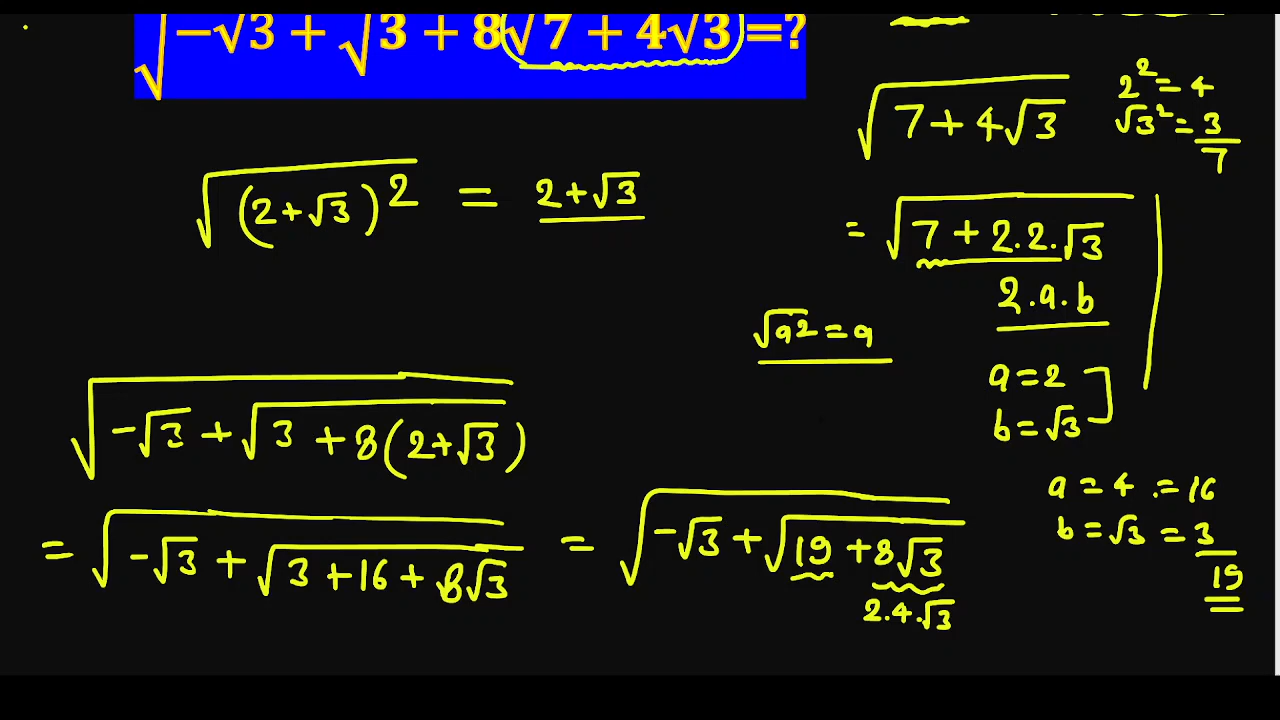 √−√3 + √3 + 8(√7 + 4√3)=?
√7+4√3
2²=4
√3²=3
7
√(2+√3)² = 2+√3
=√7+2.2.√3
2.a.b
√a²=a
a=2
b=√3
√-√3+√3+8(2+√3)
a=4 .=16
b=√3=3
19
=√-√3+√3+16+8√3 =√-√3+√19+8√3
2.4.√3